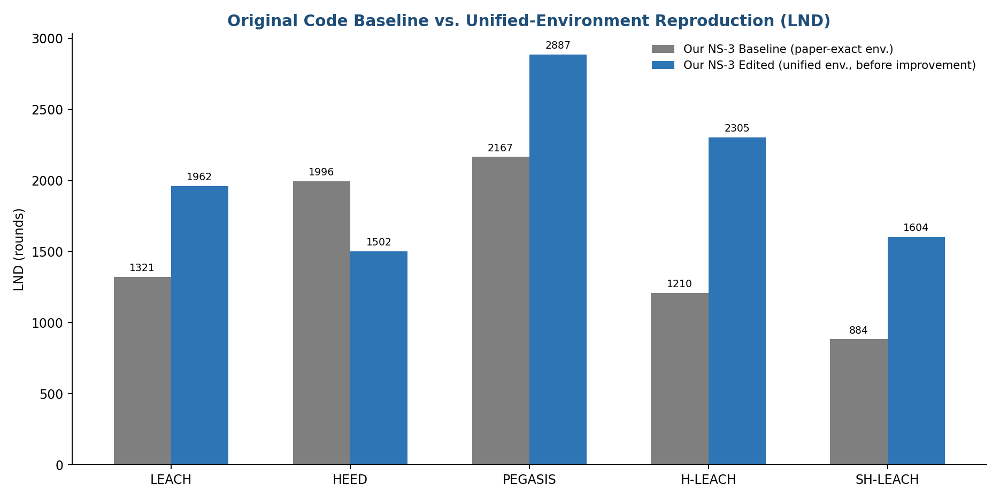 Original Code Baseline vs. Unified-Environment Reproduction (LND)
Our NS-3 Baseline (paper-exact env.)
Our NS-3 Edited (unified env., before improvement)
LND (rounds)
3000
2500
2000
1500
1000
500
0
1321
1962
1996
1502
2167
2887
1210
2305
884
1604
LEACH
HEED
PEGASIS
H-LEACH
SH-LEACH